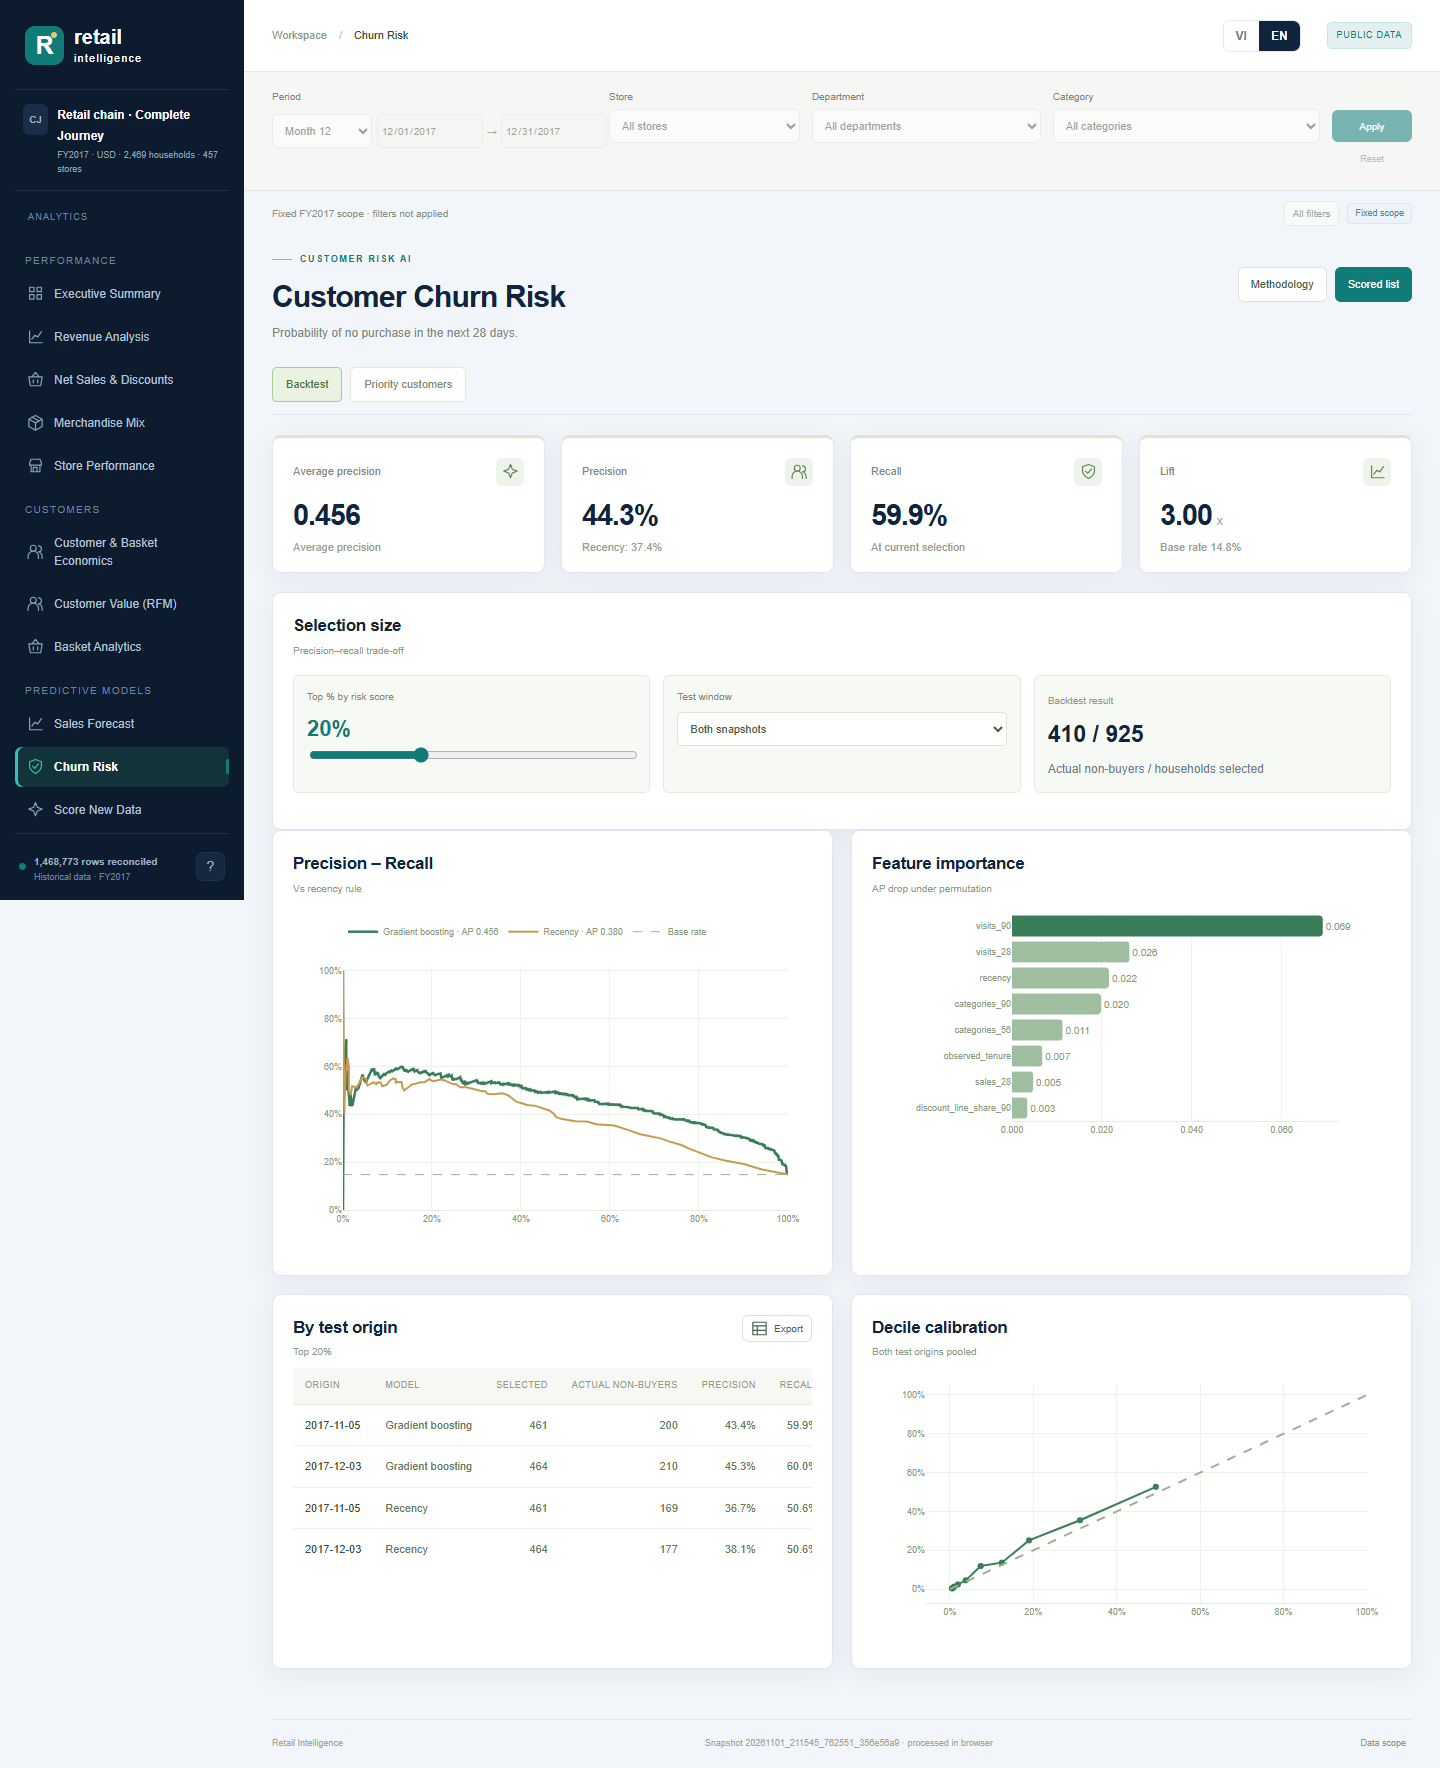 R
retail
intelligence
CJ
Retail chain · Complete
Journey
FY2017 · USD · 2,469 households · 457
stores
ANALYTICS
PERFORMANCE
Executive Summary
Revenue Analysis
Net Sales & Discounts
Merchandise Mix
Store Performance
CUSTOMERS
Customer & Basket
Economics
Customer Value (RFM)
Basket Analytics
PREDICTIVE MODELS
Sales Forecast
Churn Risk
Score New Data
1,468,773 rows reconciled
Historical data · FY2017
?
Workspace / Churn Risk
VI EN
PUBLIC DATA
Period
Store
Department
Category
Month 12
12/01/2017 → 12/31/2017
All stores
All departments
All categories
Apply
Reset
Fixed FY2017 scope · filters not applied
All filters
Fixed scope
CUSTOMER RISK AI
Customer Churn Risk
Probability of no purchase in the next 28 days.
Methodology
Scored list
Backtest
Priority customers
Average precision
0.456
Average precision
Precision
44.3%
Recency: 37.4%
Recall
59.9%
At current selection
Lift
3.00 x
Base rate 14.8%
Selection size
Precision–recall trade-off
Top % by risk score
20%
Test window
Both snapshots
Backtest result
410 / 925
Actual non-buyers / households selected
Precision – Recall
Vs recency rule
Gradient boosting · AP 0.456
Recency · AP 0.380
Base rate
100%
80%
60%
40%
20%
0%
0% 20% 40% 60% 80% 100%
Feature importance
AP drop under permutation
visits_90 0.069
visits_28 0.026
recency 0.022
categories_90 0.020
categories_56 0.011
observed_tenure 0.007
sales_28 0.005
discount_line_share_90 0.003
0.000 0.020 0.040 0.060
By test origin
Top 20%
Export
ORIGIN MODEL SELECTED ACTUAL NON-BUYERS PRECISION RECAL
2017-11-05 Gradient boosting 461 200 43.4% 59.9%
2017-12-03 Gradient boosting 464 210 45.3% 60.0%
2017-11-05 Recency 461 169 36.7% 50.6%
2017-12-03 Recency 464 177 38.1% 50.6%
Decile calibration
Both test origins pooled
100%
80%
60%
40%
20%
0%
0% 20% 40% 60% 80% 100%
Retail Intelligence
Snapshot 20261101_211545_762551_356e56a9 · processed in browser
Data scope